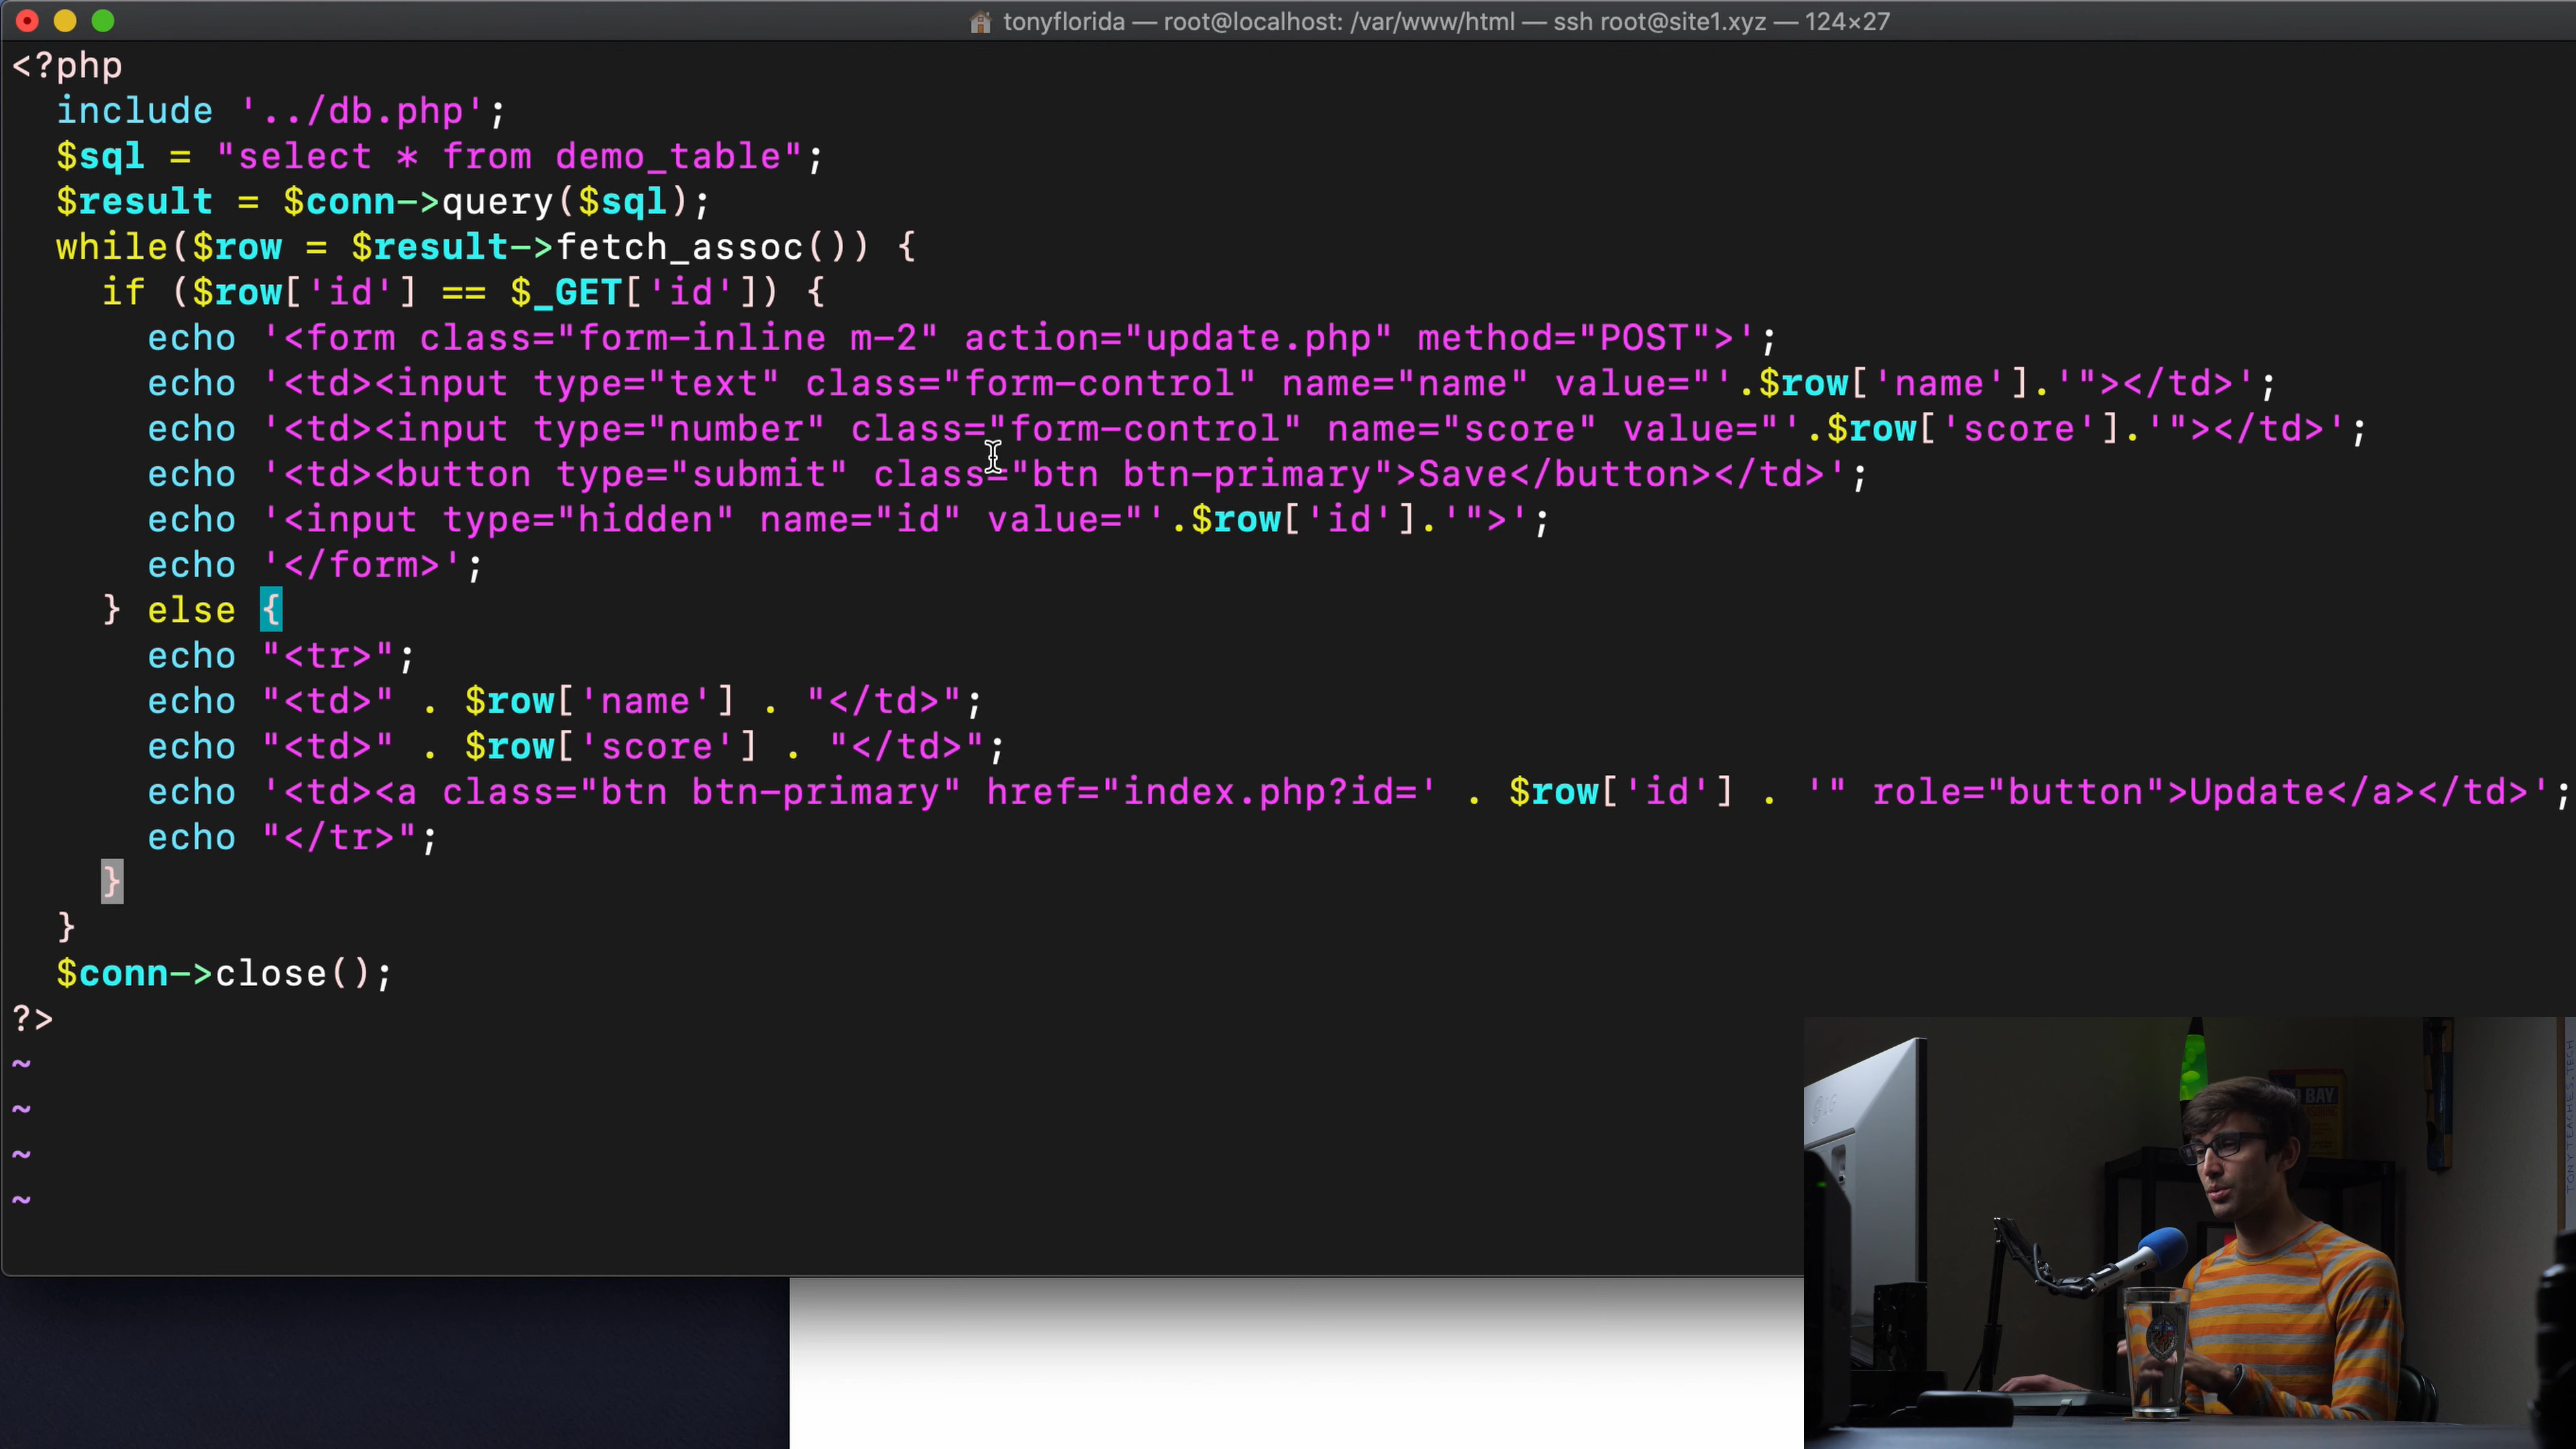 tonyflorida — root@localhost: /var/www/html — ssh root@site1.xyz — 124×27
<?php
   include '../db.php';
   $sql = "select * from demo_table";
   $result = $conn->query($sql);
   while($row = $result->fetch_assoc()) {
      if ($row['id'] == $_GET['id']) {
         echo '<form class="form-inline m-2" action="update.php" method="POST">';
         echo '<td><input type="text" class="form-control" name="name" value="'.$row['name'].'"></td>';
         echo '<td><input type="number" class="form-control" name="score" value="'.$row['score'].'"></td>';
         echo '<td><button type="submit" class="btn btn-primary">Save</button></td>';
         echo '<input type="hidden" name="id" value="'.$row['id'].'">';
         echo '</form>';
      } else {
         echo "<tr>";
         echo "<td>" . $row['name'] . "</td>";
         echo "<td>" . $row['score'] . "</td>";
         echo '<td><a class="btn btn-primary" href="index.php?id=' . $row['id'] . '" role="button">Update</a></td>';
         echo "</tr>";
      }
   }
   $conn->close();
?>
~
~
~
~
LG
BAY
TONYTEACHES.TECH